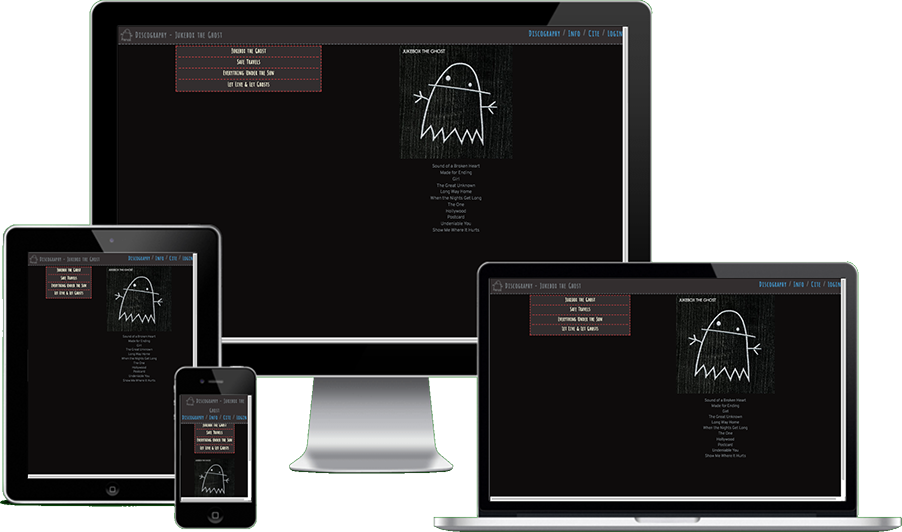 Discography - Jukebox the Ghost
Discography / Info / Cite / Login
Jukebox the Ghost
Safe Travels
Everything Under the Sun
Let Live & Let Ghosts
JUKEBOX THE GHOST
Sound of a Broken Heart
Made for Ending
Girl
The Great Unknown
Long Way Home
When the Nights Get Long
The One
Hollywood
Postcard
Undeniable You
Show Me Where It Hurts
Discography - Jukebox the Ghost
Discography / Info / Cite / Login
Jukebox the Ghost
Safe Travels
Everything Under the Sun
Let Live & Let Ghosts
JUKEBOX THE GHOST
Sound of a Broken Heart
Made for Ending
Girl
The Great Unknown
Long Way Home
When the Nights Get Long
The One
Hollywood
Postcard
Undeniable You
Show Me Where It Hurts
Discography - Jukebox the
Ghost
Discography / Info / Cite / Login
Jukebox the Ghost
Safe Travels
Everything Under the Sun
Let Live & Let Ghosts
Discography - Jukebox the Ghost
Discography / Info / Cite / Login
Jukebox the Ghost
Safe Travels
Everything Under the Sun
Let Live & Let Ghosts
JUKEBOX THE GHOST
Sound of a Broken Heart
Made for Ending
Girl
The Great Unknown
Long Way Home
When the Nights Get Long
The One
Hollywood
Postcard
Undeniable You
Show Me Where It Hurts